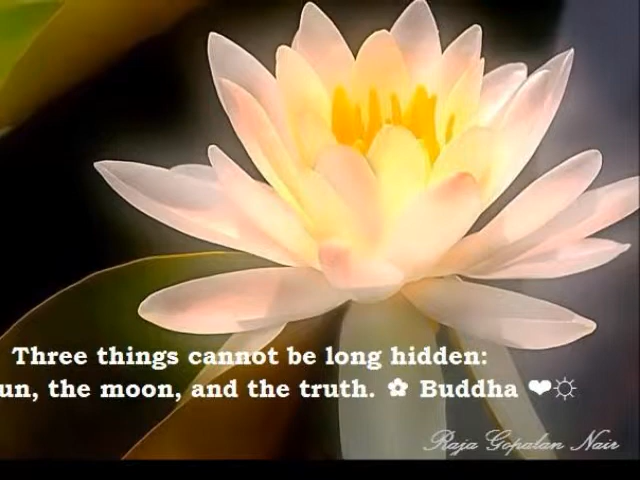 Three things cannot be long hidden:
un, the moon, and the truth. ✿ Buddha ❤☼
Raja Gopalan Nair